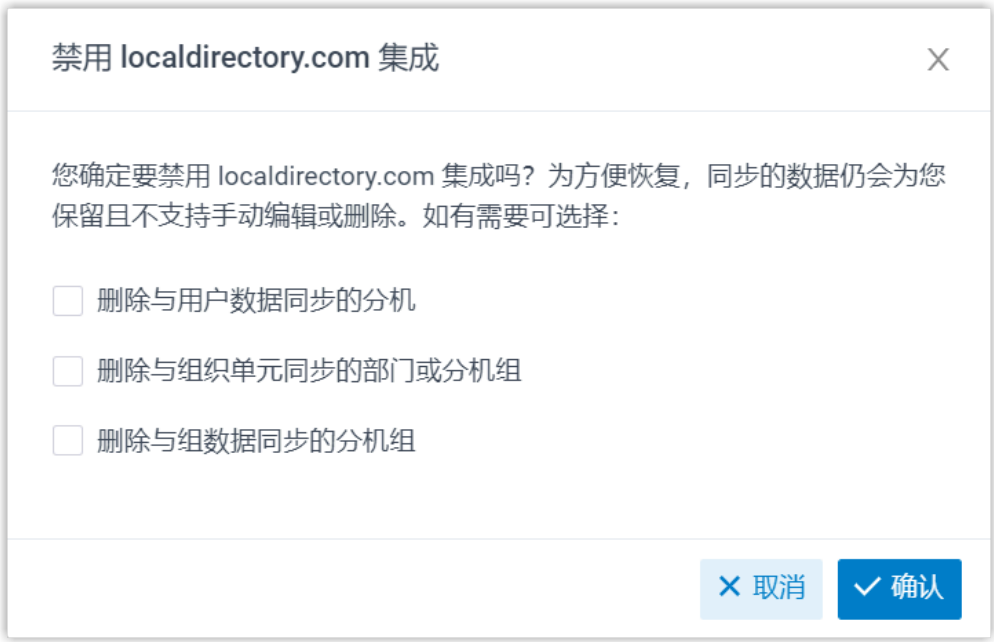 禁用 localdirectory.com 集成
您确定要禁用 localdirectory.com 集成吗？为方便恢复，同步的数据仍会为您
保留且不支持手动编辑或删除。如有需要可选择：
删除与用户数据同步的分机
删除与组织单元同步的部门或分机组
删除与组数据同步的分机组
取消
确认